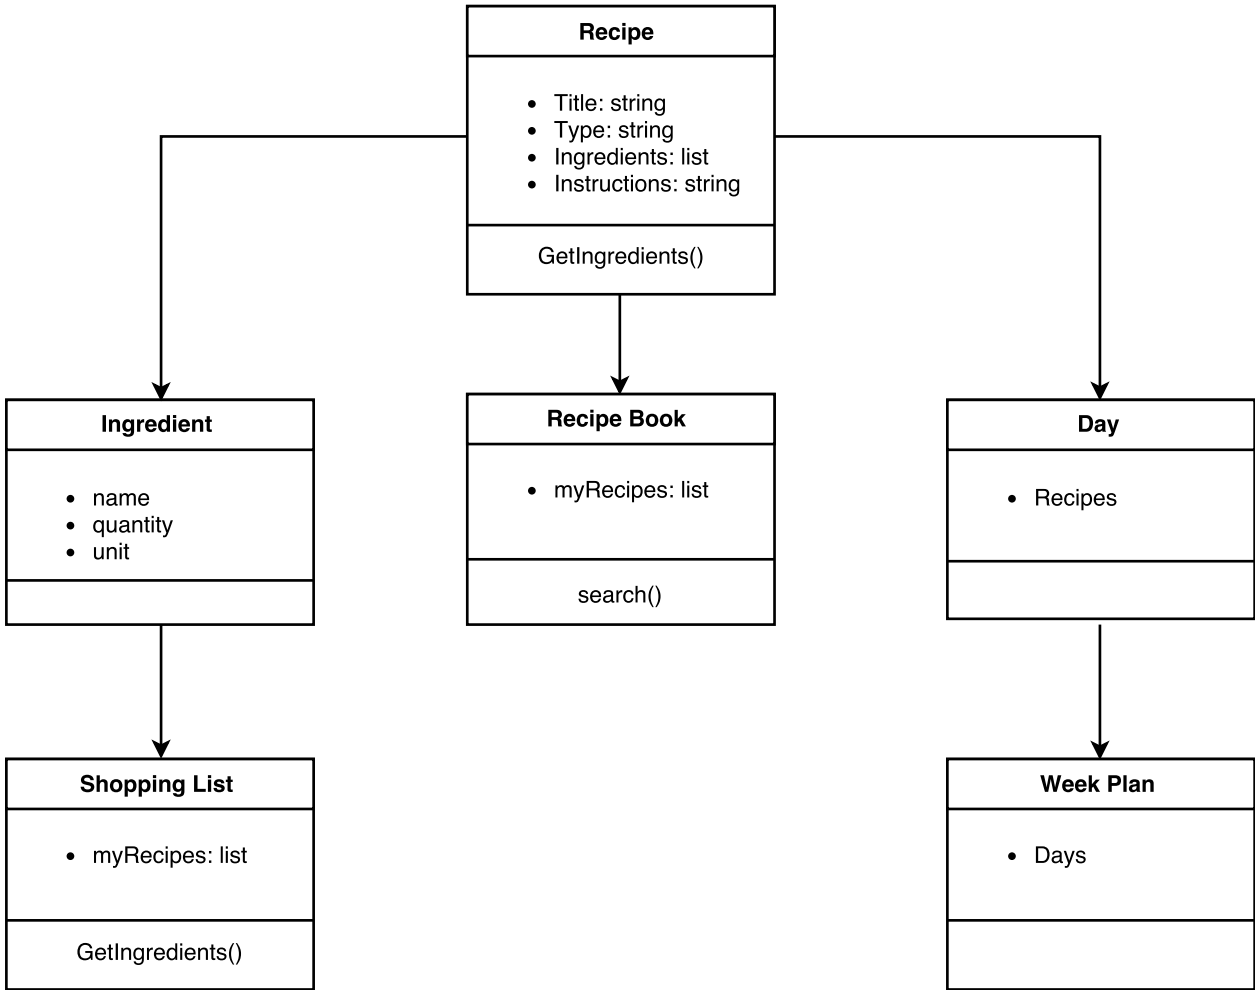 Recipe
• Title: string
• Type: string
• Ingredients: list
• Instructions: string
GetIngredients()
Ingredient
• name
• quantity
• unit
Recipe Book
• myRecipes: list
search()
Day
• Recipes
Shopping List
• myRecipes: list
GetIngredients()
Week Plan
• Days